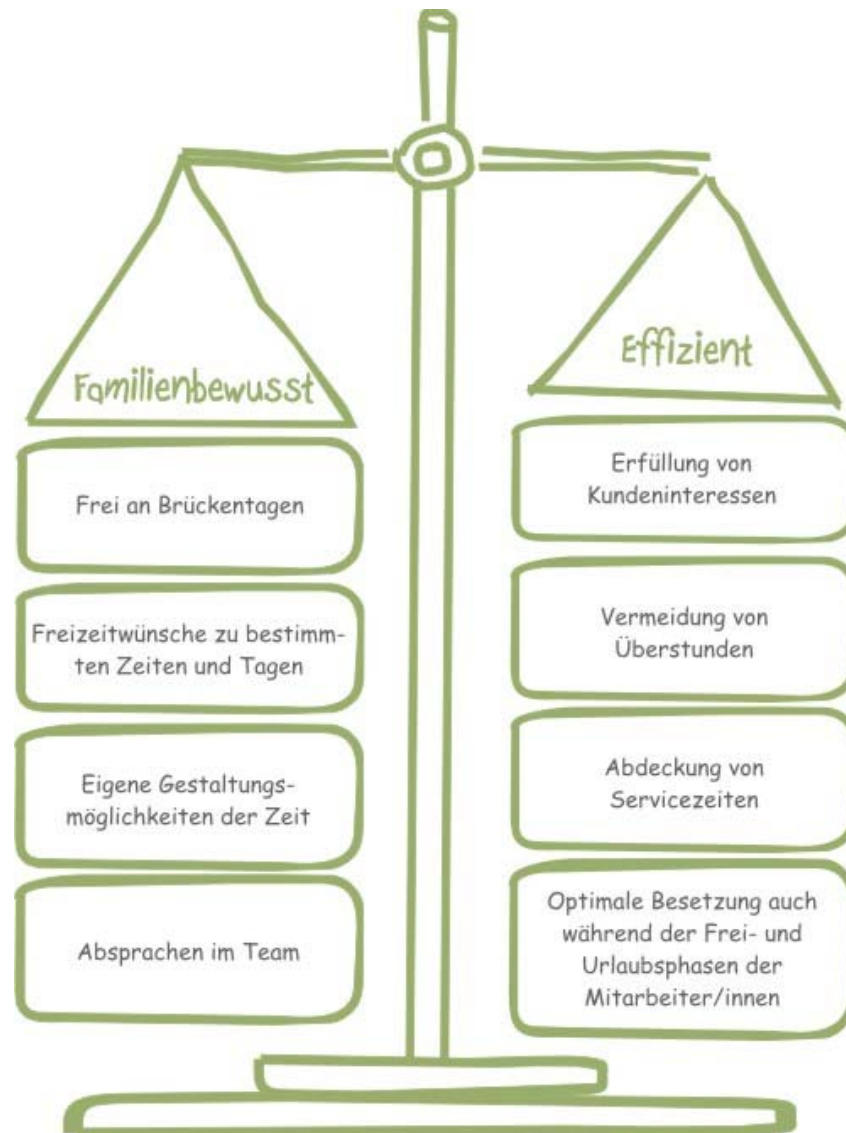 Familienbewusst
Frei an Brückentagen
Freizeitwünsche zu bestimm-
ten Zeiten und Tagen
Eigene Gestaltungs-
möglichkeiten der Zeit
Absprachen im Team
Effizient
Erfüllung von
Kundeninteressen
Vermeidung von
Überstunden
Abdeckung von
Servicezeiten
Optimale Besetzung auch
während der Frei- und
Urlaubsphasen der
Mitarbeiter/innen